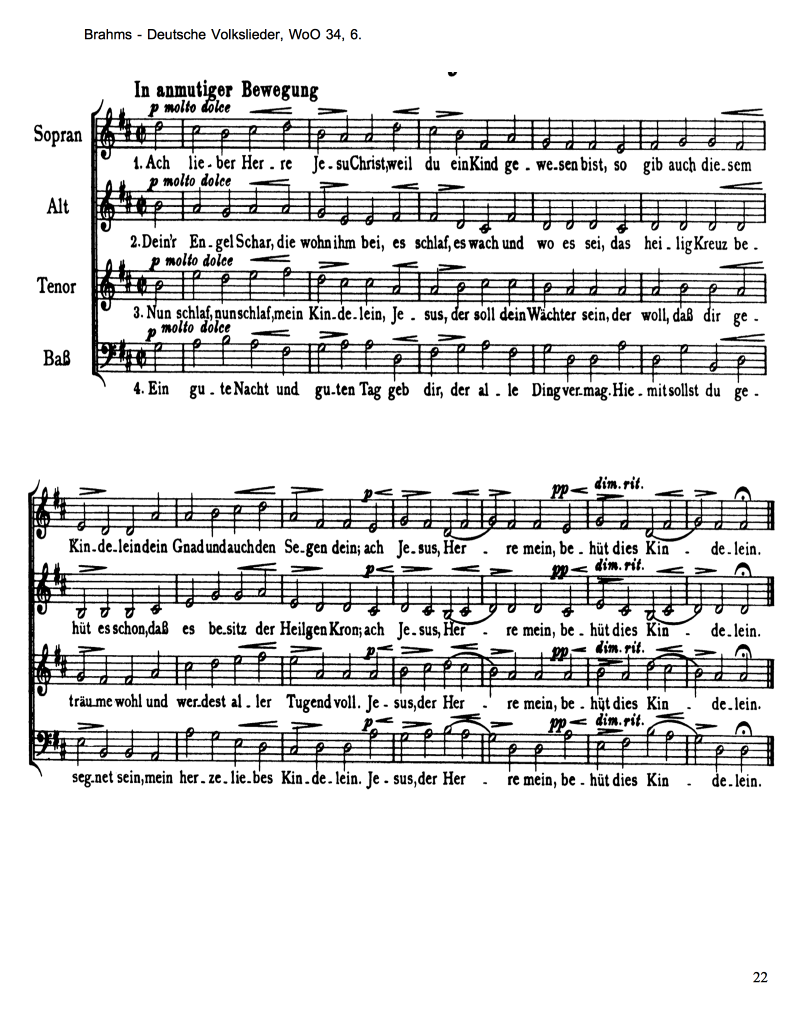 Brahms - Deutsche Volkslieder, WoO 34, 6.
In anmutiger Bewegung
p molto dolce
Sopran
1. Ach lie - ber Her - re Je - su Christ, weil du ein Kind ge - we - sen bist, so gib auch die - sem
p molto dolce
Alt
2. Dein'r En - gel Schar, die wohn ihm bei, es schlaf, es wach und wo es sei, das hei - lig Kreuz be -
p molto dolce
Tenor
3. Nun schlaf, nun schlaf, mein Kin - de - lein, Je - sus, der soll dein Wächter sein, der woll, daß dir ge -
p molto dolce
Baß
4. Ein gu - te Nacht und gu - ten Tag geb dir, der al - le Ding ver - mag. Hie - mit sollst du ge -
p pp dim. rit.
Kin - de - lein dein Gnad und auch den Se - gen dein; ach Je - sus, Her - re mein, be - hüt dies Kin - de - lein.
p pp dim. rit.
hüt es schon, daß es be - sitz der Heilgen Kron; ach Je - sus, Her - re mein, be - hüt dies Kin - de - lein.
p pp dim. rit.
träu - me wohl und wer - dest al - ler Tugend voll. Je - sus, der Her - re mein, be - hüt dies Kin - de - lein.
p pp dim. rit.
seg - net sein, mein her - ze - lie - bes Kin - de - lein. Je - sus, der Her - re mein, be - hüt dies Kin - de - lein.
22